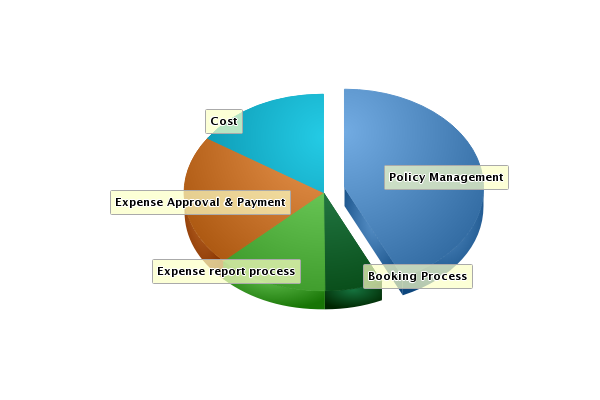 Cost
Policy Management
Expense Approval & Payment
Expense report process
Booking Process